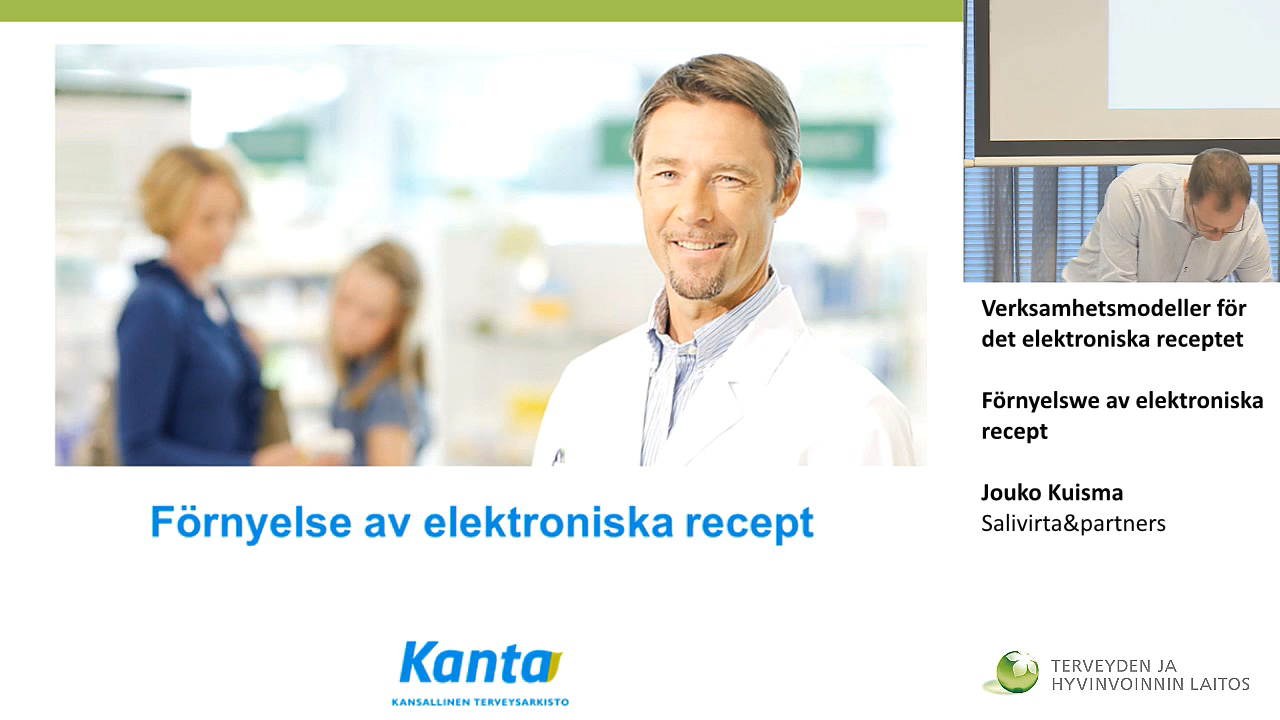 Förnyelse av elektroniska recept
Kanta
KANSALLINEN TERVEYSARKISTO
Verksamhetsmodeller för
det elektroniska receptet
Förnyelswe av elektroniska
recept
Jouko Kuisma
Salivirta&partners
TERVEYDEN JA
HYVINVOINNIN LAITOS